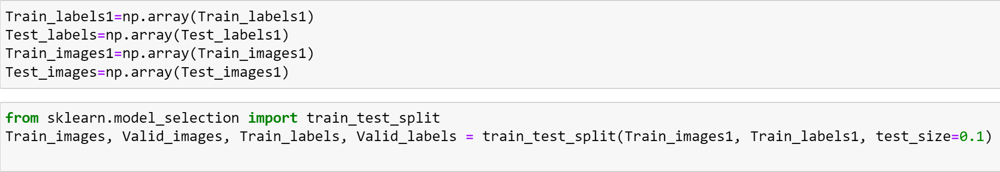 Train_labels1=np.array(Train_labels1)
Test_labels=np.array(Test_labels1)
Train_images1=np.array(Train_images1)
Test_images=np.array(Test_images1)
from sklearn.model_selection import train_test_split
Train_images, Valid_images, Train_labels, Valid_labels = train_test_split(Train_images1, Train_labels1, test_size=0.1)